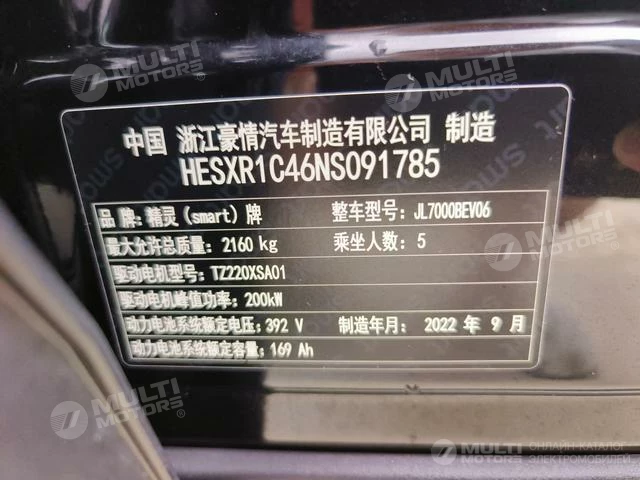 中国 浙江豪情汽车制造有限公司 制造
HESXR1C46NS091785
品 牌: 精灵 (smart) 牌 整车型号: JL7000BEV06
最大允许总质量: 2160 kg 乘坐人数: 5
驱动电机型号: TZ220XSA01
驱动电机峰值功率: 200kW
动力电池系统额定电压: 392 V 制造年月: 2022 年 9 月
动力电池系统额定容量: 169 Ah
MULTI
MOTORS
MULTI
MOTORS
MULTI
MOTORS
MULTI
MOTORS
MULTI
MOTORS
ОНЛАЙН-КАТАЛОГ
ЭЛЕКТРОМОБИЛЕЙ